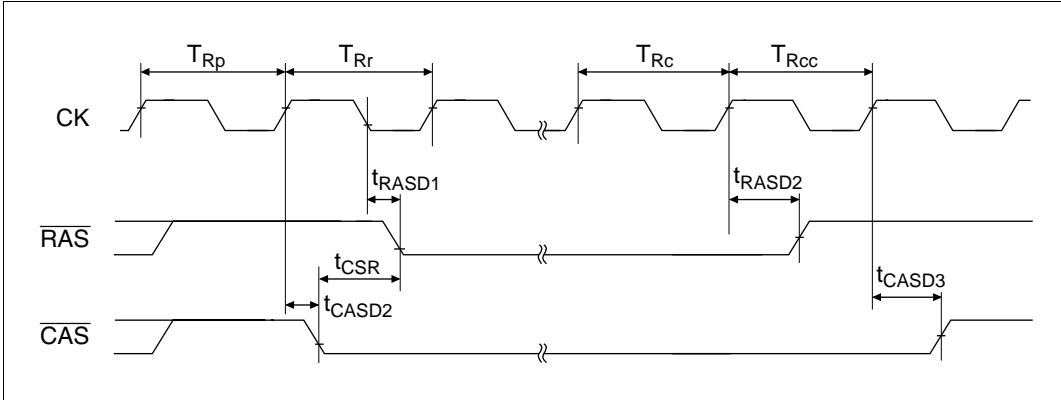 TRp TRr TRc TRcc
CK
tRASD1 tRASD2
RAS
tCSR tCASD3
tCASD2
CAS